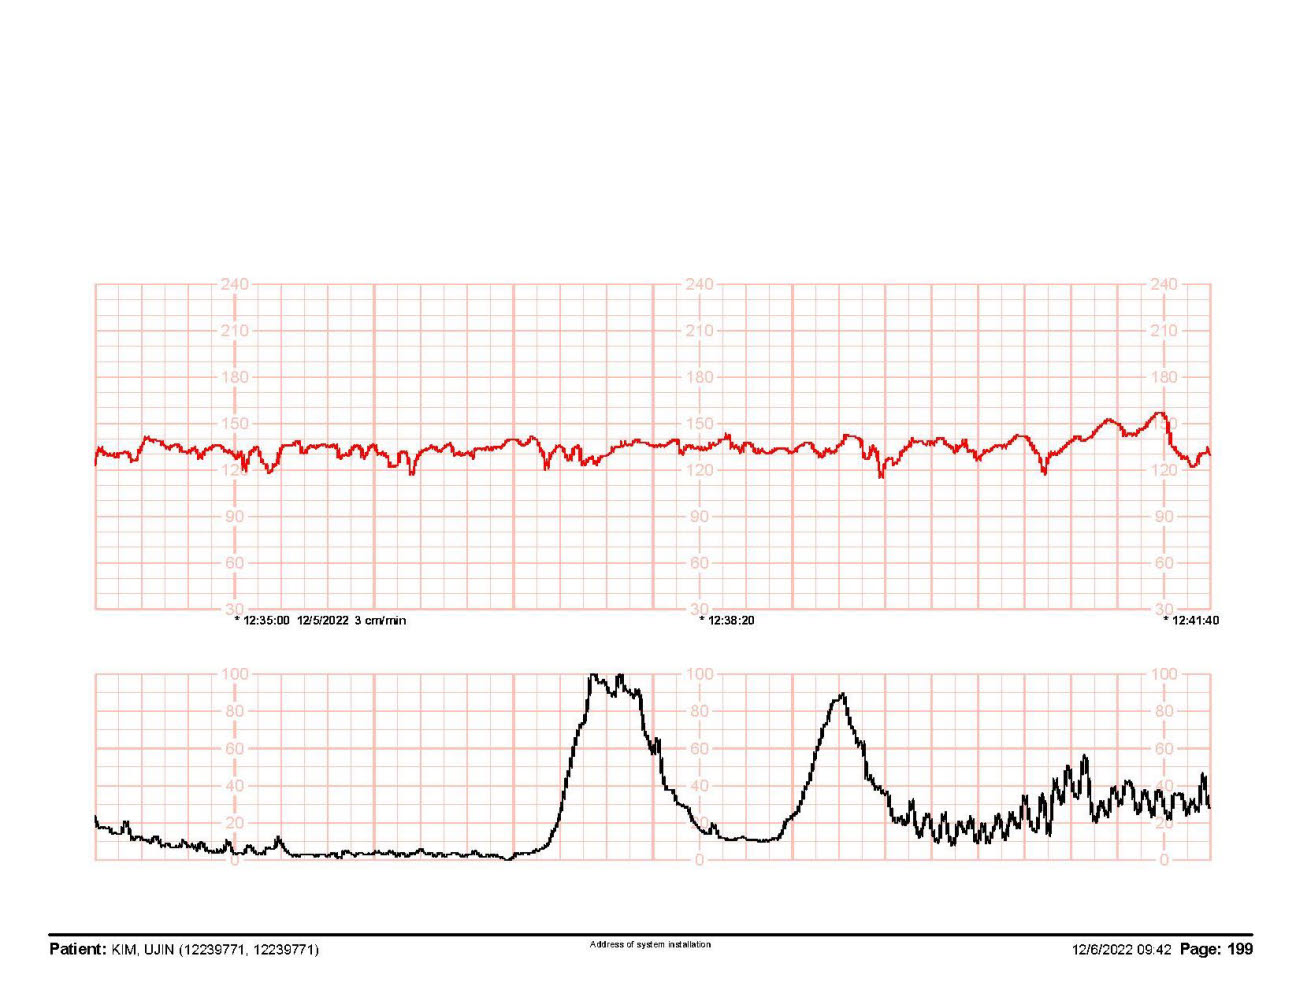 240 240 240
210 210 210
180 180 180
150 150 150
120 120 120
90 90 90
60 60 60
30 30 30
* 12:35:00 12/5/2022 3 cm/min * 12:38:20 * 12:41:40
100 100 100
80 80 80
60 60 60
40 40 40
20 20 20
0 0 0
Patient: KIM, UJIN (12239771, 12239771) Address of system installation 12/6/2022 09:42 Page: 199